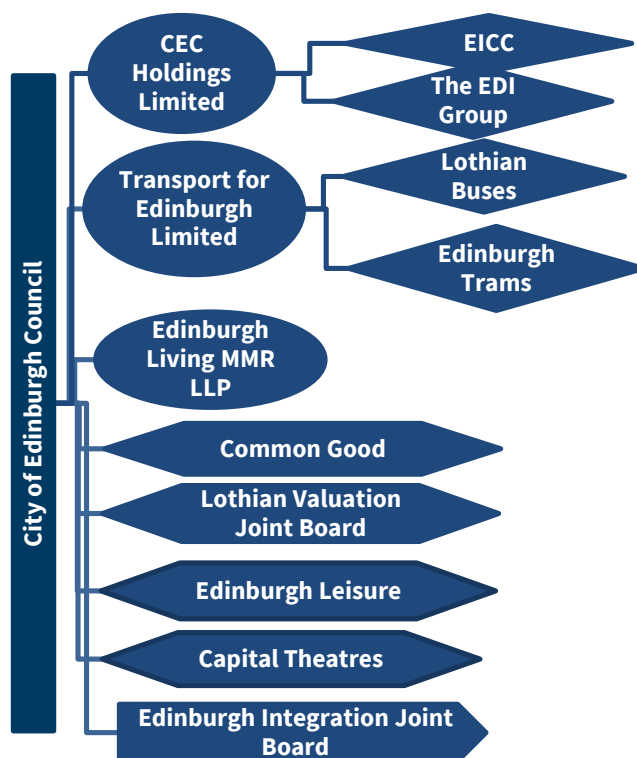 City of Edinburgh Council
CEC
Holdings
Limited
EICC
The EDI
Group
Transport for
Edinburgh
Limited
Lothian
Buses
Edinburgh
Trams
Edinburgh
Living MMR
LLP
Common Good
Lothian Valuation
Joint Board
Edinburgh Leisure
Capital Theatres
Edinburgh Integration Joint
Board